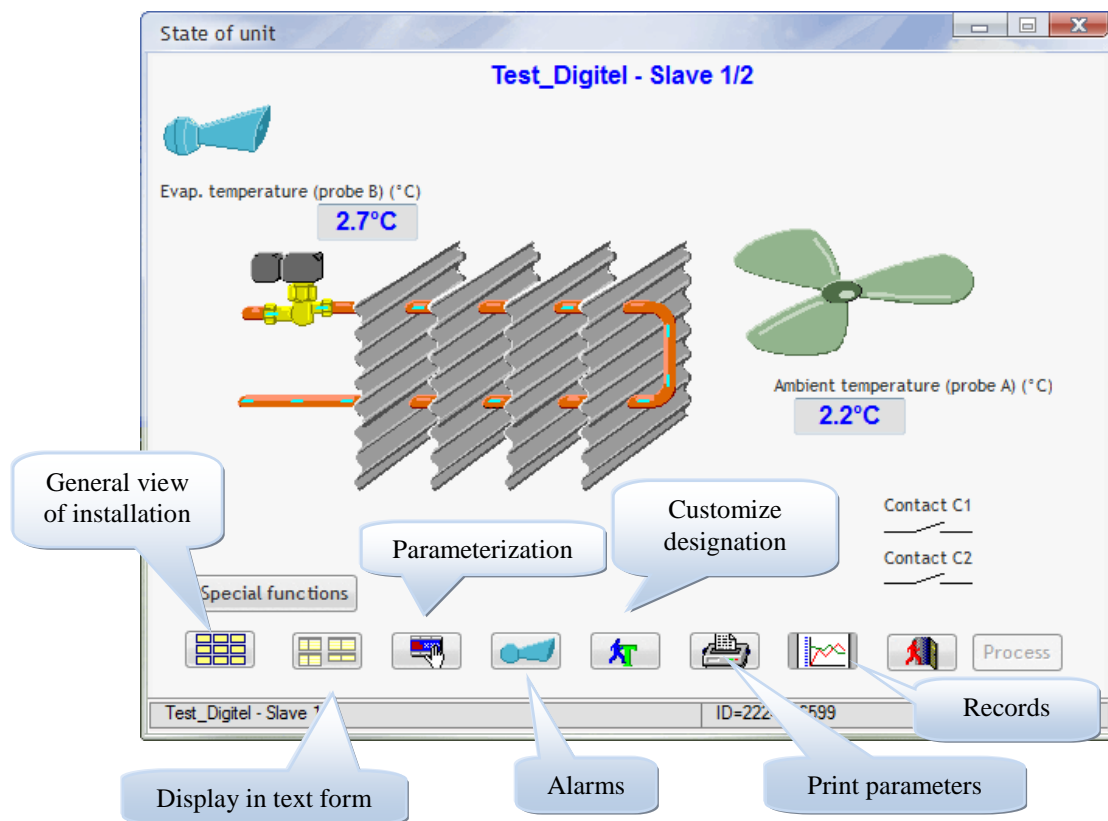 State of unit
Test_Digitel - Slave 1/2
Evap. temperature (probe B) (°C)
2.7°C
Ambient temperature (probe A) (°C)
2.2°C
General view
of installation
Parameterization
Customize
designation
Contact C1
Contact C2
Special functions
Process
Test_Digitel - Slave 1
ID=222
6599
Records
Display in text form
Alarms
Print parameters